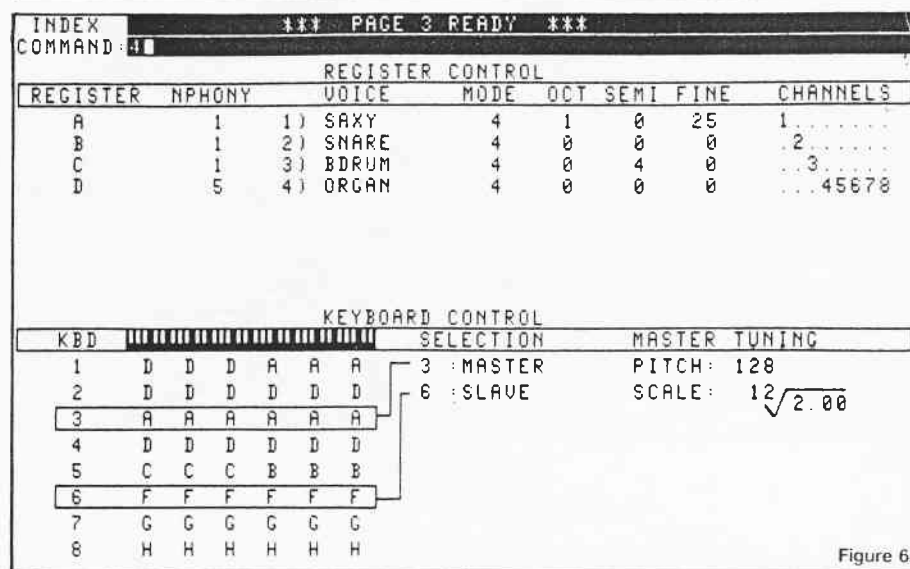 INDEX *** PAGE 3 READY ***
COMMAND:4
REGISTER CONTROL
REGISTER NPHONY VOICE MODE OCT SEMI FINE CHANNELS
A 1 1) SAXY 4 1 0 25 1.......
B 1 2) SNARE 4 0 0 0 .2......
C 1 3) BDRUM 4 0 4 0 ..3.....
D 5 4) ORGAN 4 0 0 0 ...45678
KEYBOARD CONTROL
KBD SELECTION MASTER TUNING
1 D D D A A A 3 :MASTER PITCH: 128
2 D D D D D D 6 :SLAVE SCALE: 12√2.00
3 A A A A A A
4 D D D D D D
5 C C C B B B
6 F F F F F F
7 G G G G G G
8 H H H H H H
Figure 6